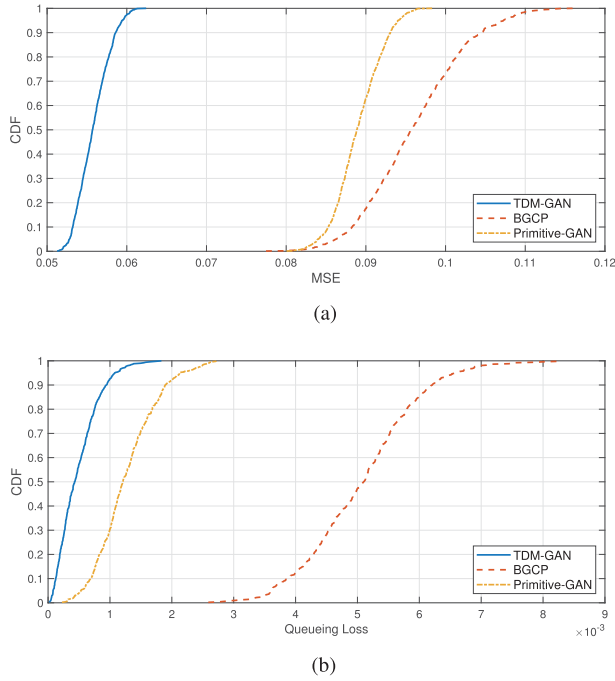 1
0.9
0.8
0.7
0.6
0.5
0.4
0.3
0.2
0.1
0
CDF
0.05 0.06 0.07 0.08 0.09 0.1 0.11 0.12
MSE
TDM-GAN
BGCP
Primitive-GAN
(a)
1
0.9
0.8
0.7
0.6
0.5
0.4
0.3
0.2
0.1
0
CDF
0 1 2 3 4 5 6 7 8 9
Queueing Loss
×10⁻³
TDM-GAN
BGCP
Primitive-GAN
(b)